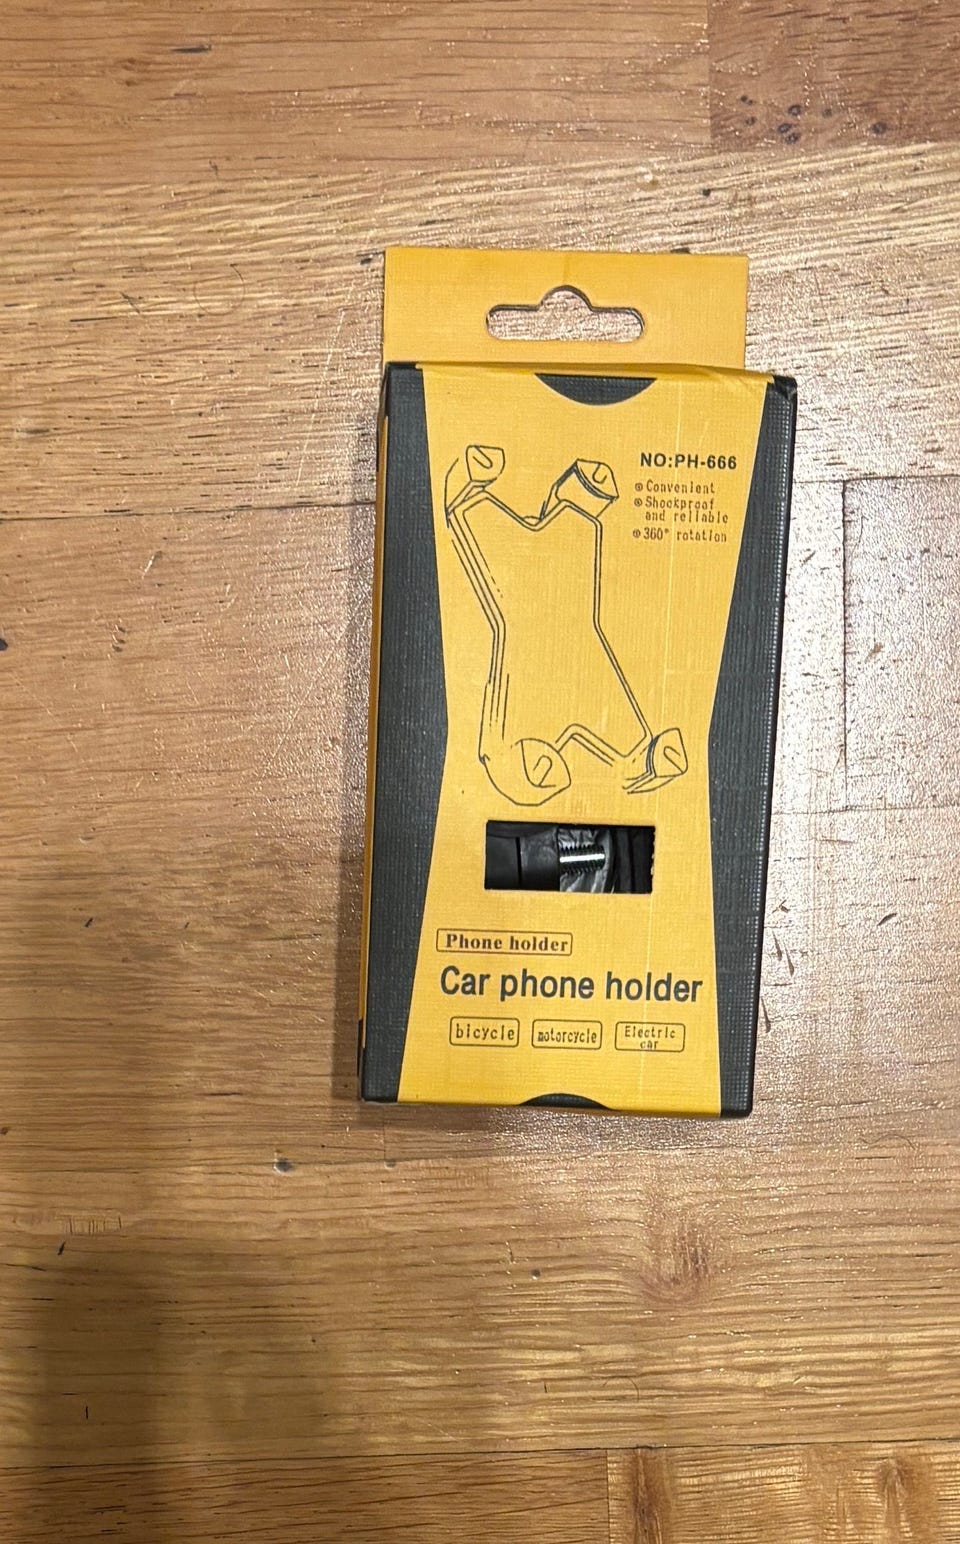 NO:PH-666
Convenient
Shockproof
and reliable
360° rotation
Phone holder
Car phone holder
bicycle
motorcycle
Electric
car